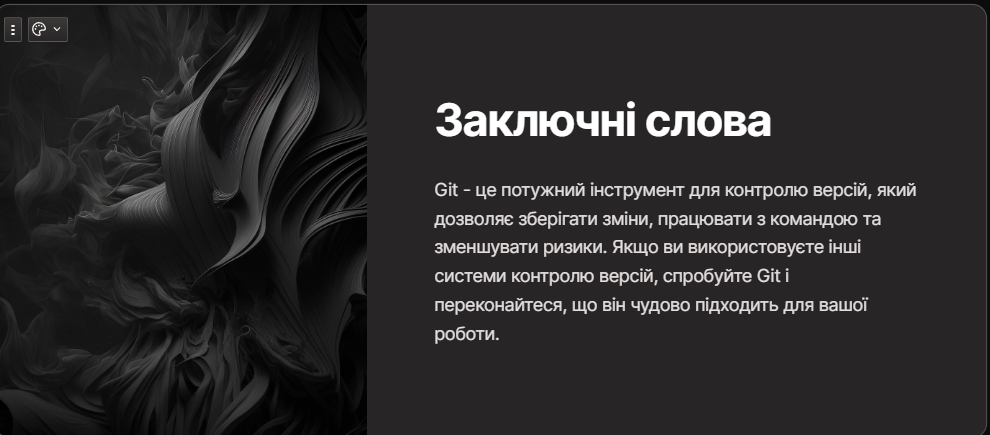 Заключні слова
Git - це потужний інструмент для контролю версій, який
дозволяє зберігати зміни, працювати з командою та
зменшувати ризики. Якщо ви використовуєте інші
системи контролю версій, спробуйте Git і
переконайтеся, що він чудово підходить для вашої
роботи.